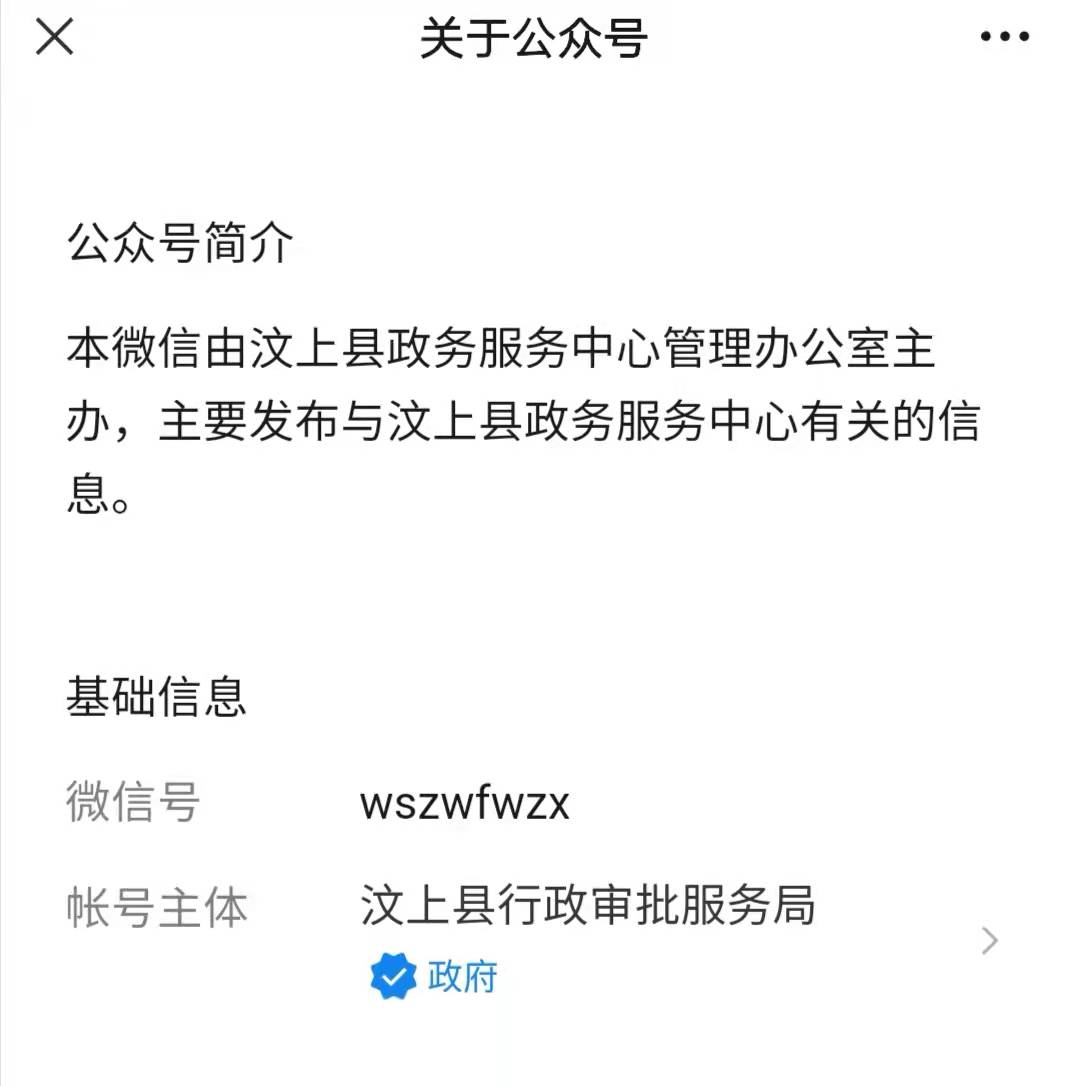 关于公众号
公众号简介
本微信由汶上县政务服务中心管理办公室主
办，主要发布与汶上县政务服务中心有关的信
息。
基础信息
微信号 wszwfwzx
帐号主体 汶上县行政审批服务局
政府